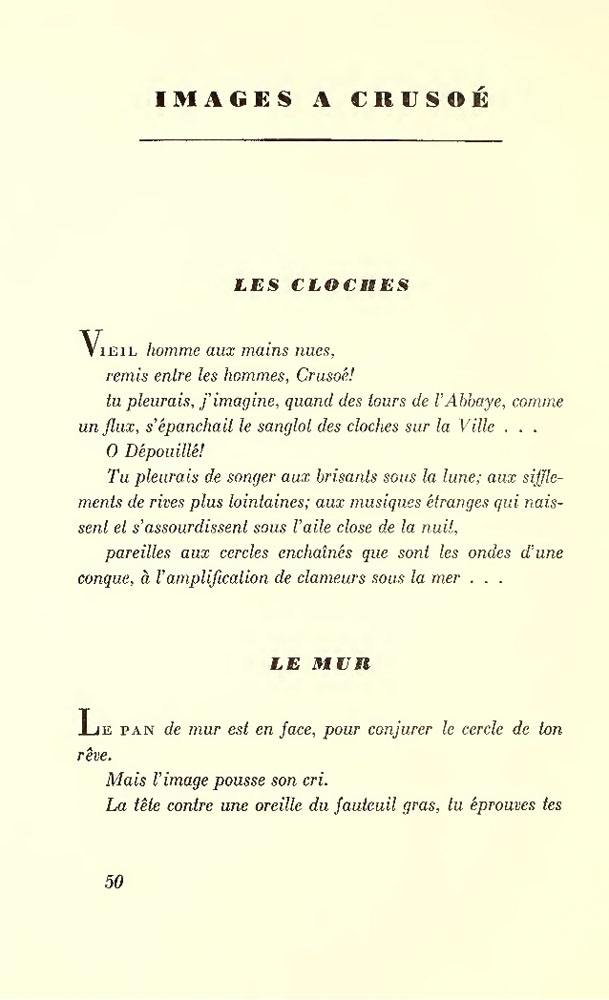 IMAGES A CRUSOÉ
LES CLOCHES
VIEIL homme aux mains nues,
remis entre les hommes, Crusoé!
tu pleurais, j'imagine, quand des tours de l'Abbaye, comme
un flux, s'épanchait le sanglot des cloches sur la Ville . . .
O Dépouillé!
Tu pleurais de songer aux brisants sous la lune; aux siffle-
ments de rives plus lointaines; aux musiques étranges qui nais-
sent et s'assourdissent sous l'aile close de la nuit,
pareilles aux cercles enchaînés que sont les ondes d'une
conque, à l'amplification de clameurs sous la mer . . .
LE MUR
LE PAN de mur est en face, pour conjurer le cercle de ton
rêve.
Mais l'image pousse son cri.
La tête contre une oreille du fauteuil gras, tu éprouves tes
50